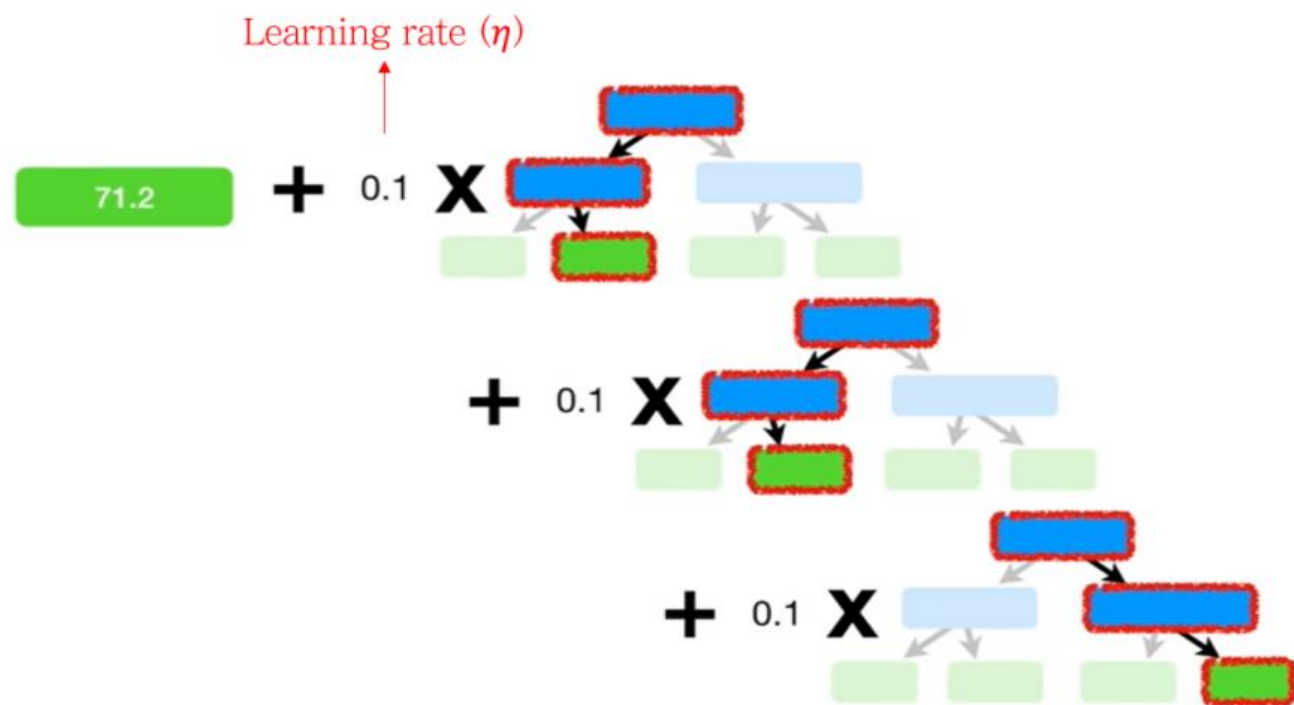 Learning rate (η)
71.2 + 0.1 X
+ 0.1 X
+ 0.1 X